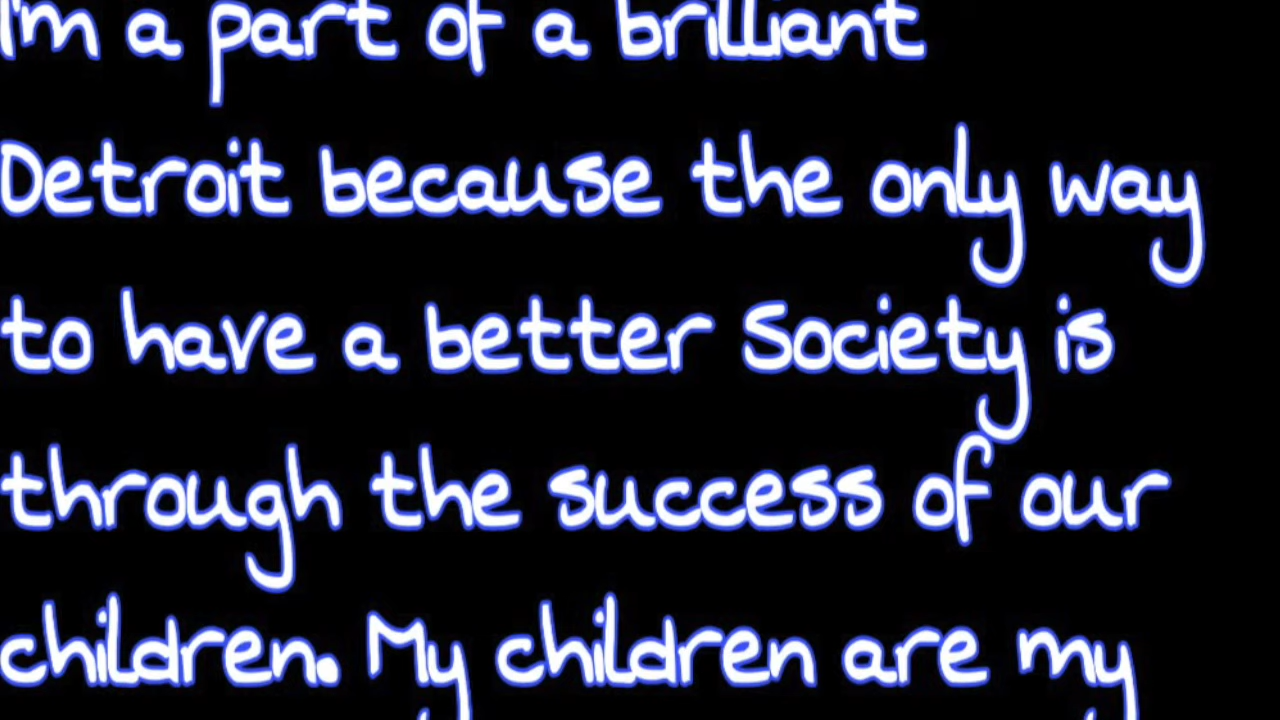 I'm a part of a brilliant
Detroit because the only way
to have a better Society is
through the success of our
children. My children are my